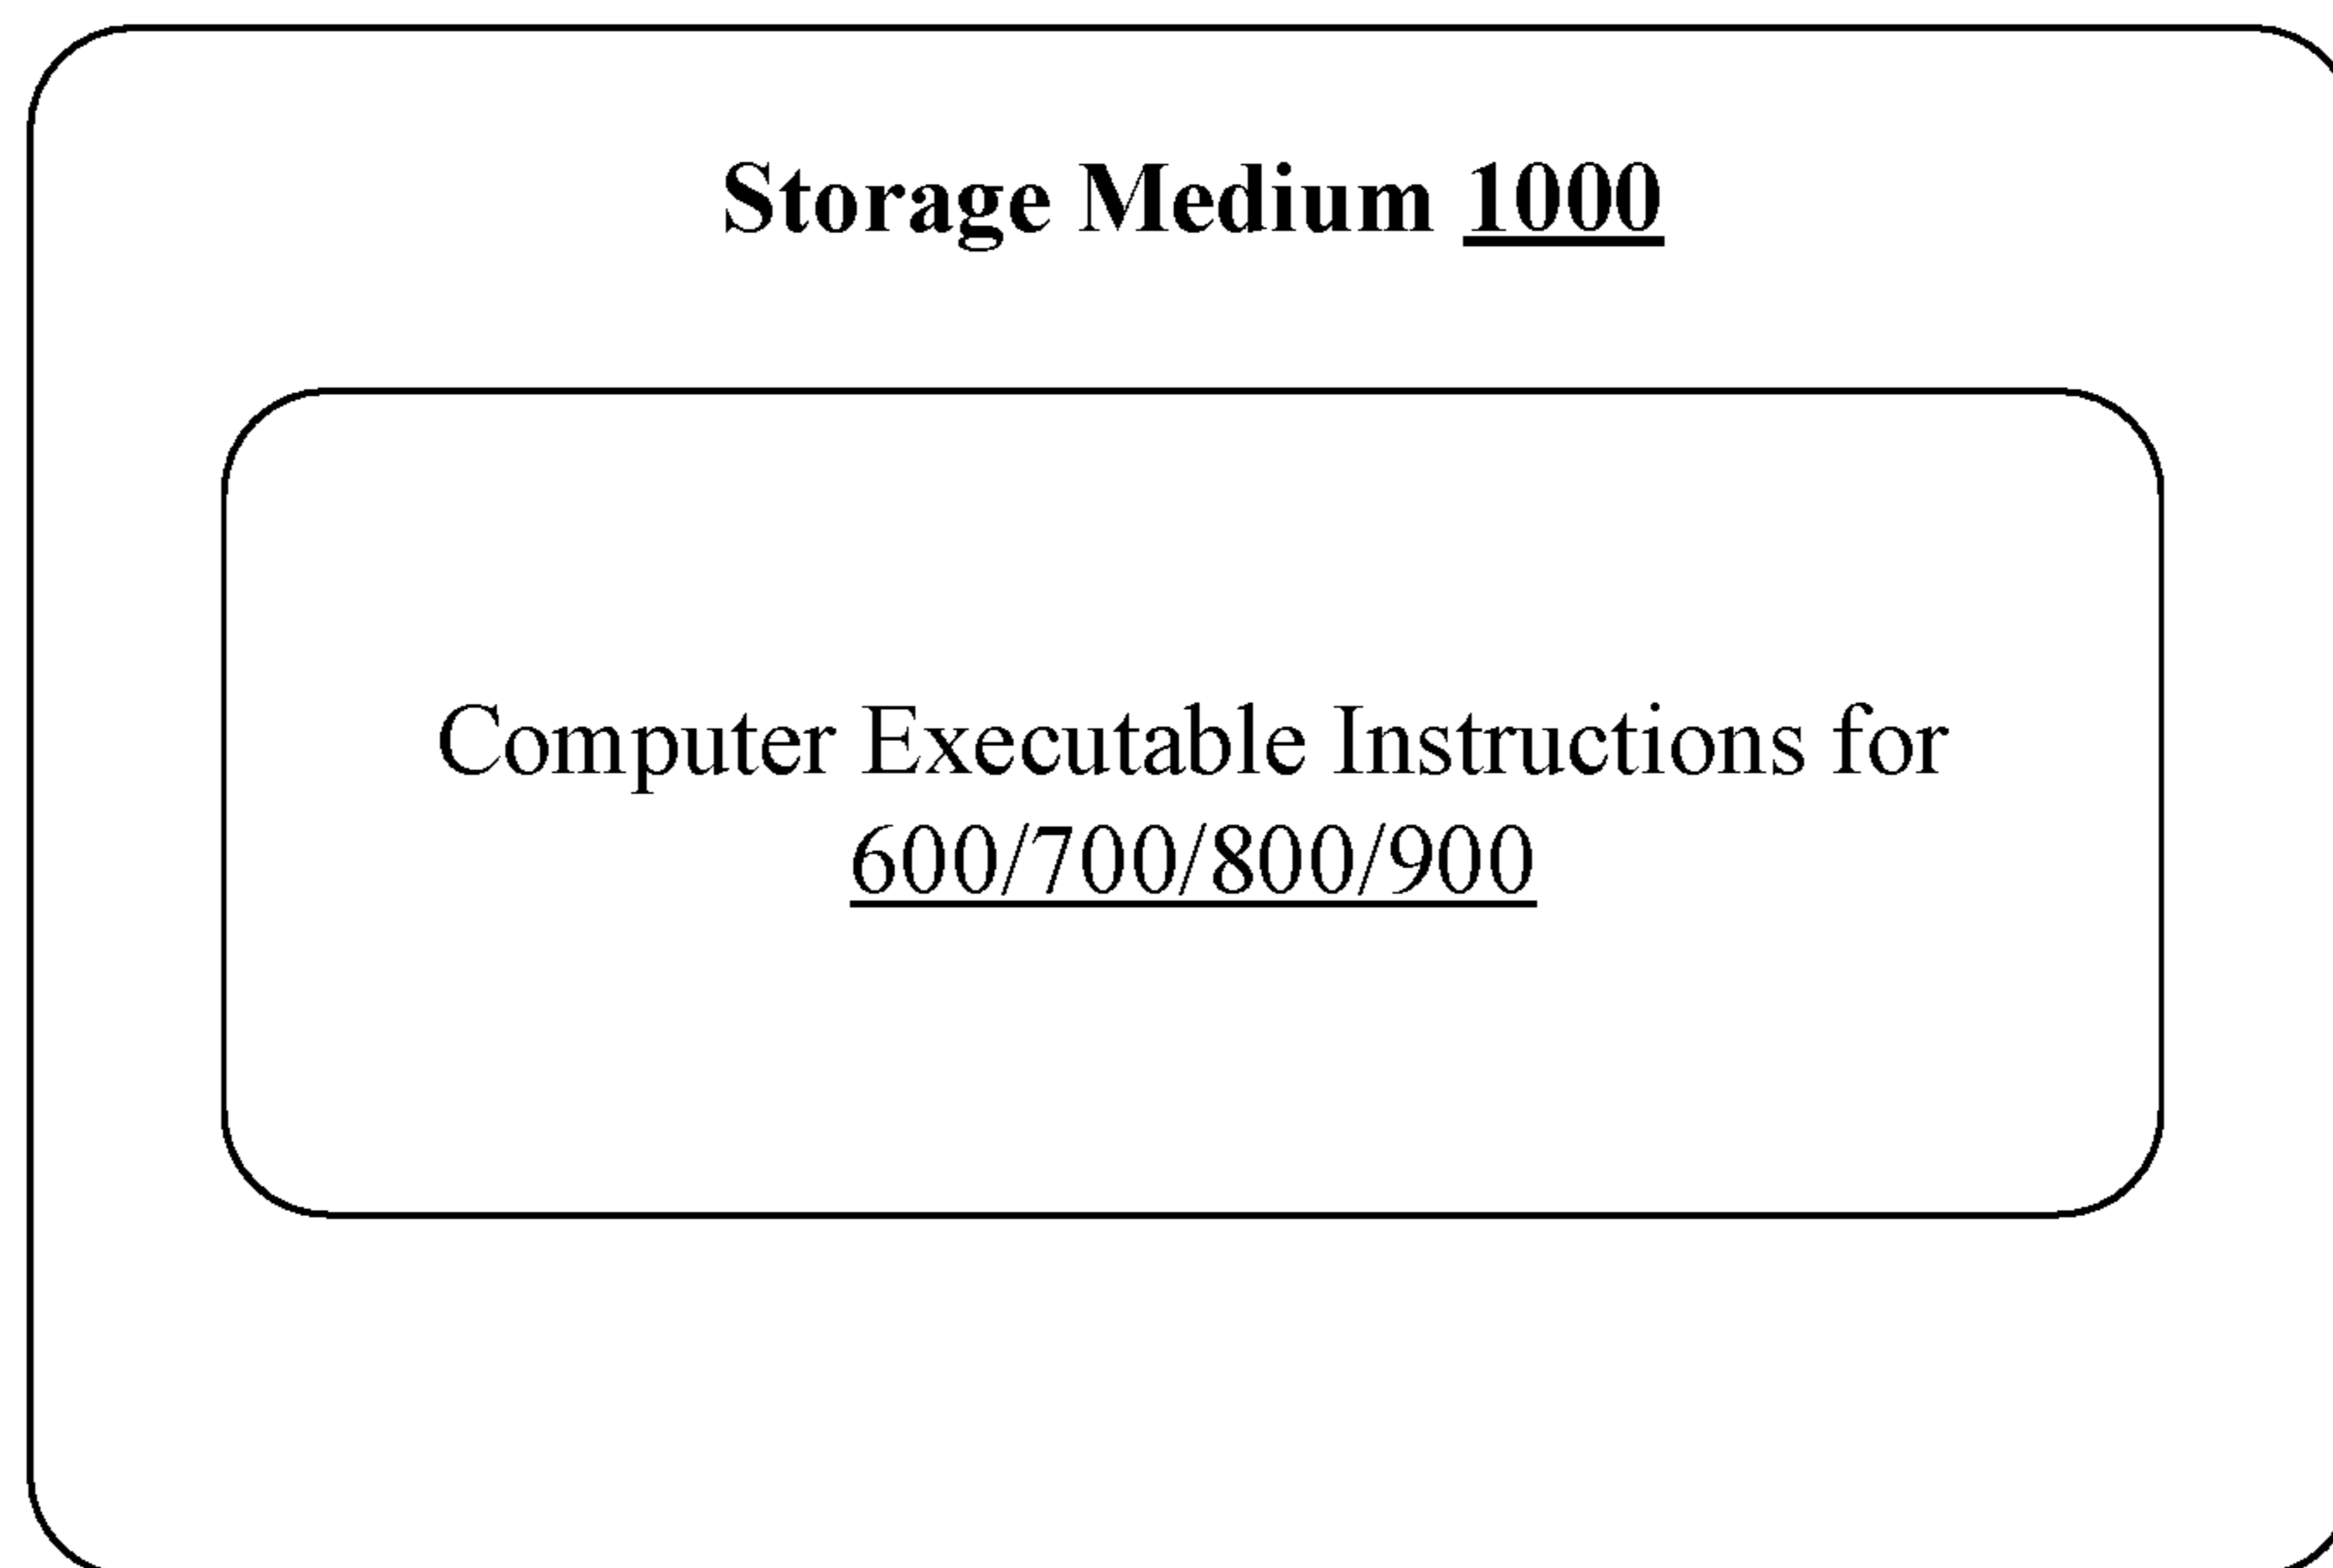 Storage Medium 1000
Computer Executable Instructions for
600/700/800/900